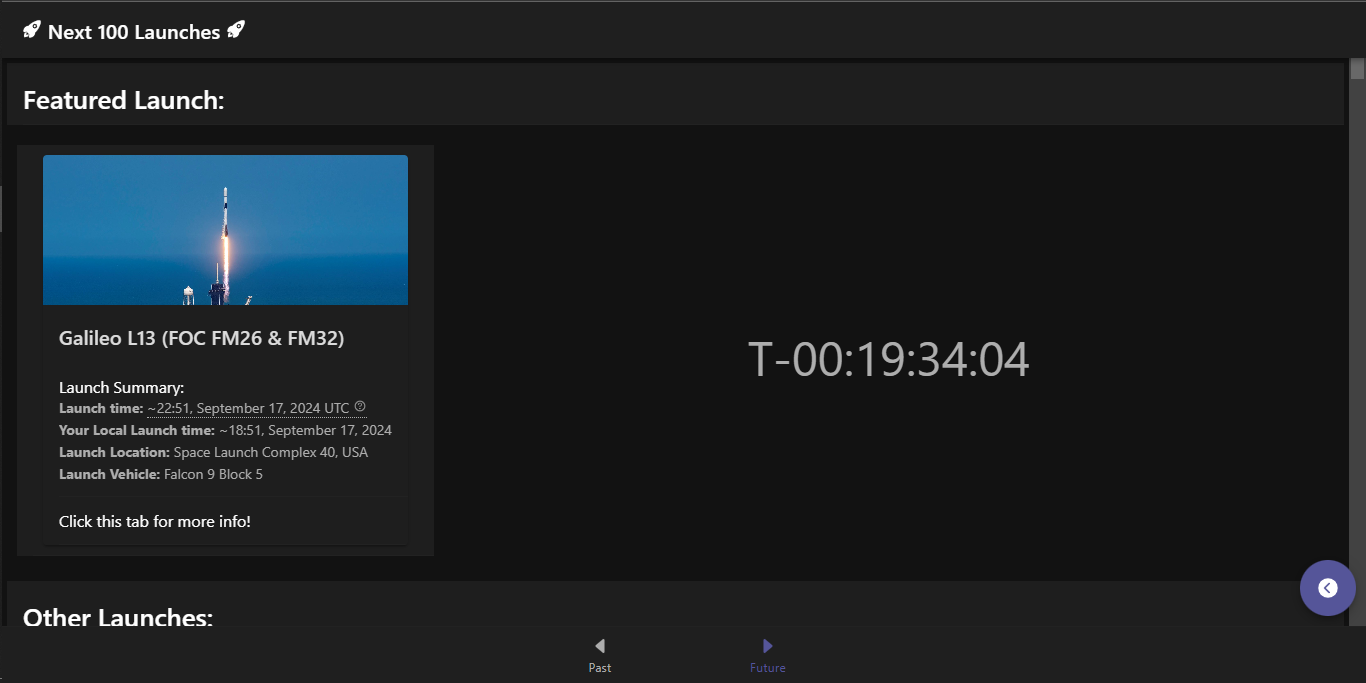 Next 100 Launches
Featured Launch:
Galileo L13 (FOC FM26 & FM32)
Launch Summary:
Launch time: ~22:51, September 17, 2024 UTC
Your Local Launch time: ~18:51, September 17, 2024
Launch Location: Space Launch Complex 40, USA
Launch Vehicle: Falcon 9 Block 5
Click this tab for more info!
T-00:19:34:04
Other Launches:
Past
Future